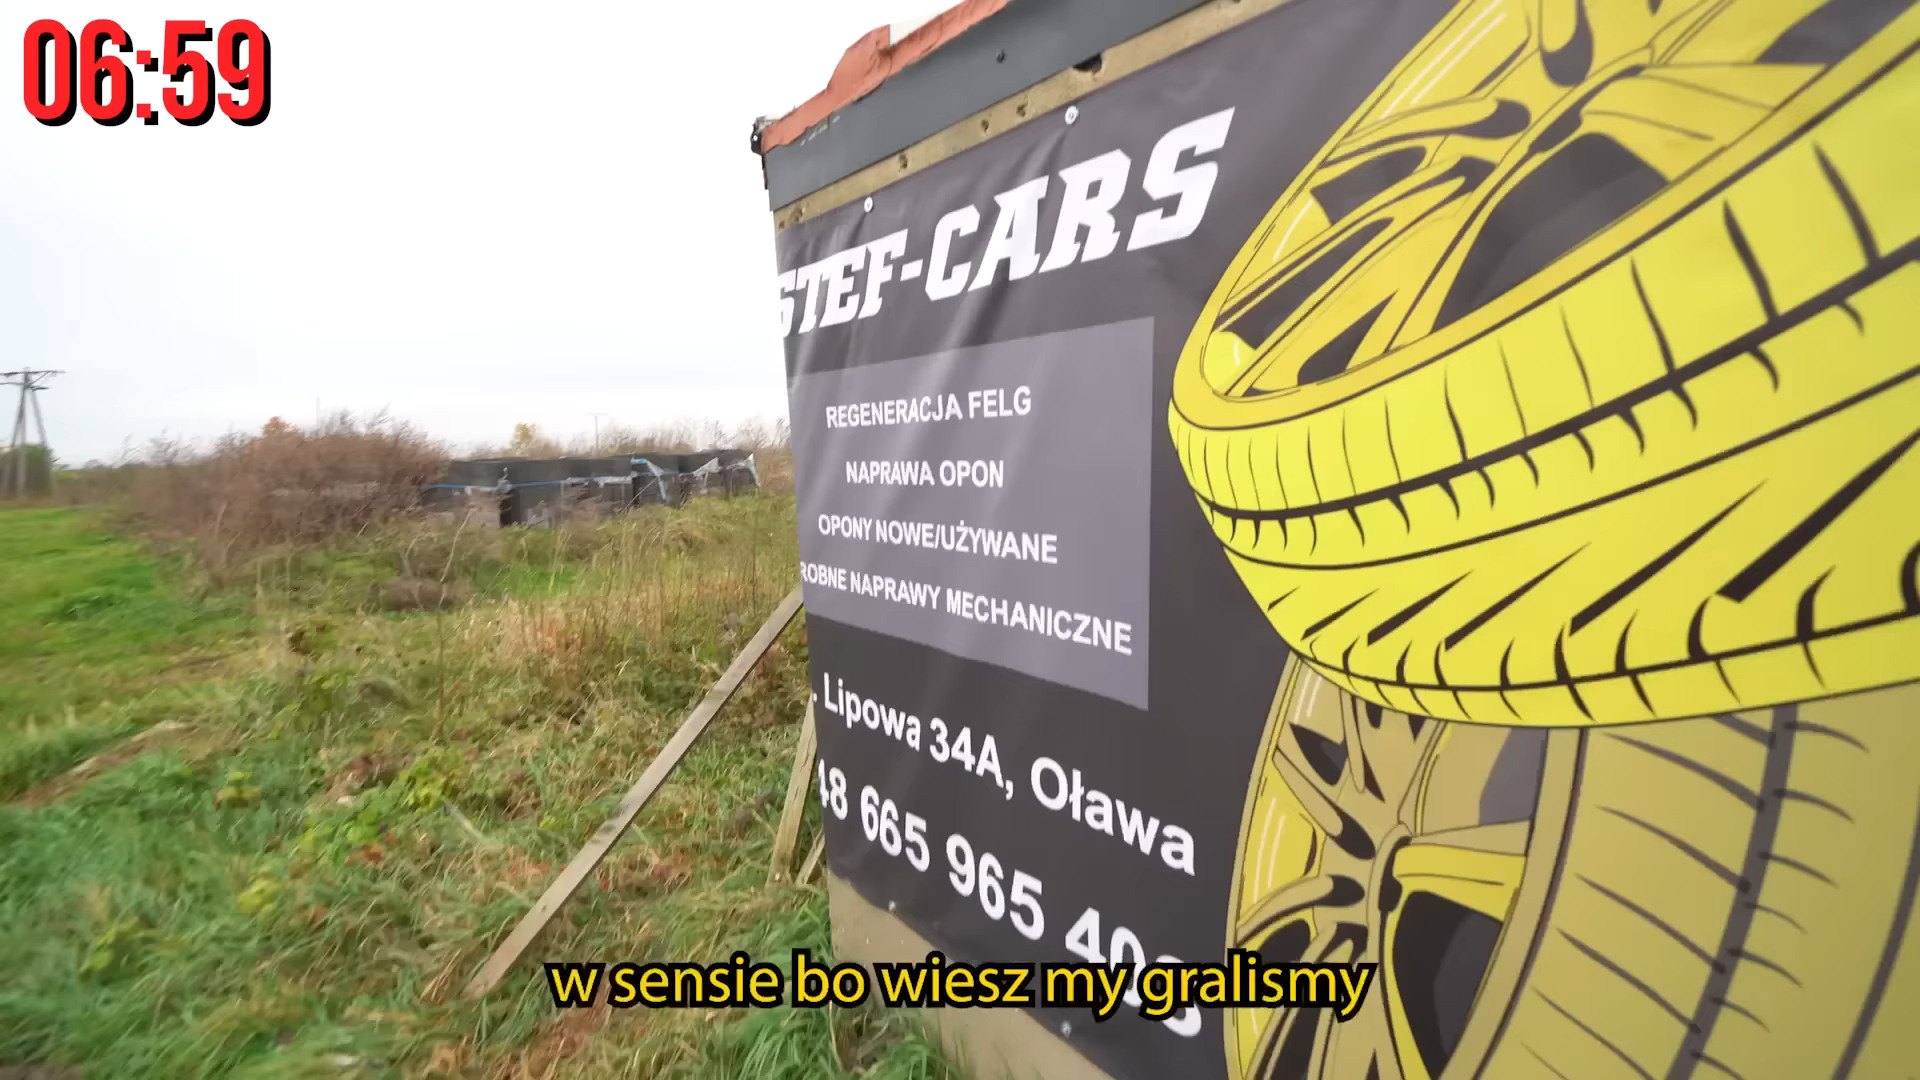 06:59
STEF-CARS
REGENERACJA FELG
NAPRAWA OPON
OPONY NOWE/UŻYWANE
ROBNE NAPRAWY MECHANICZNE
. Lipowa 34A, Oława
48 665 965 40
w sensie bo wiesz my gralismy